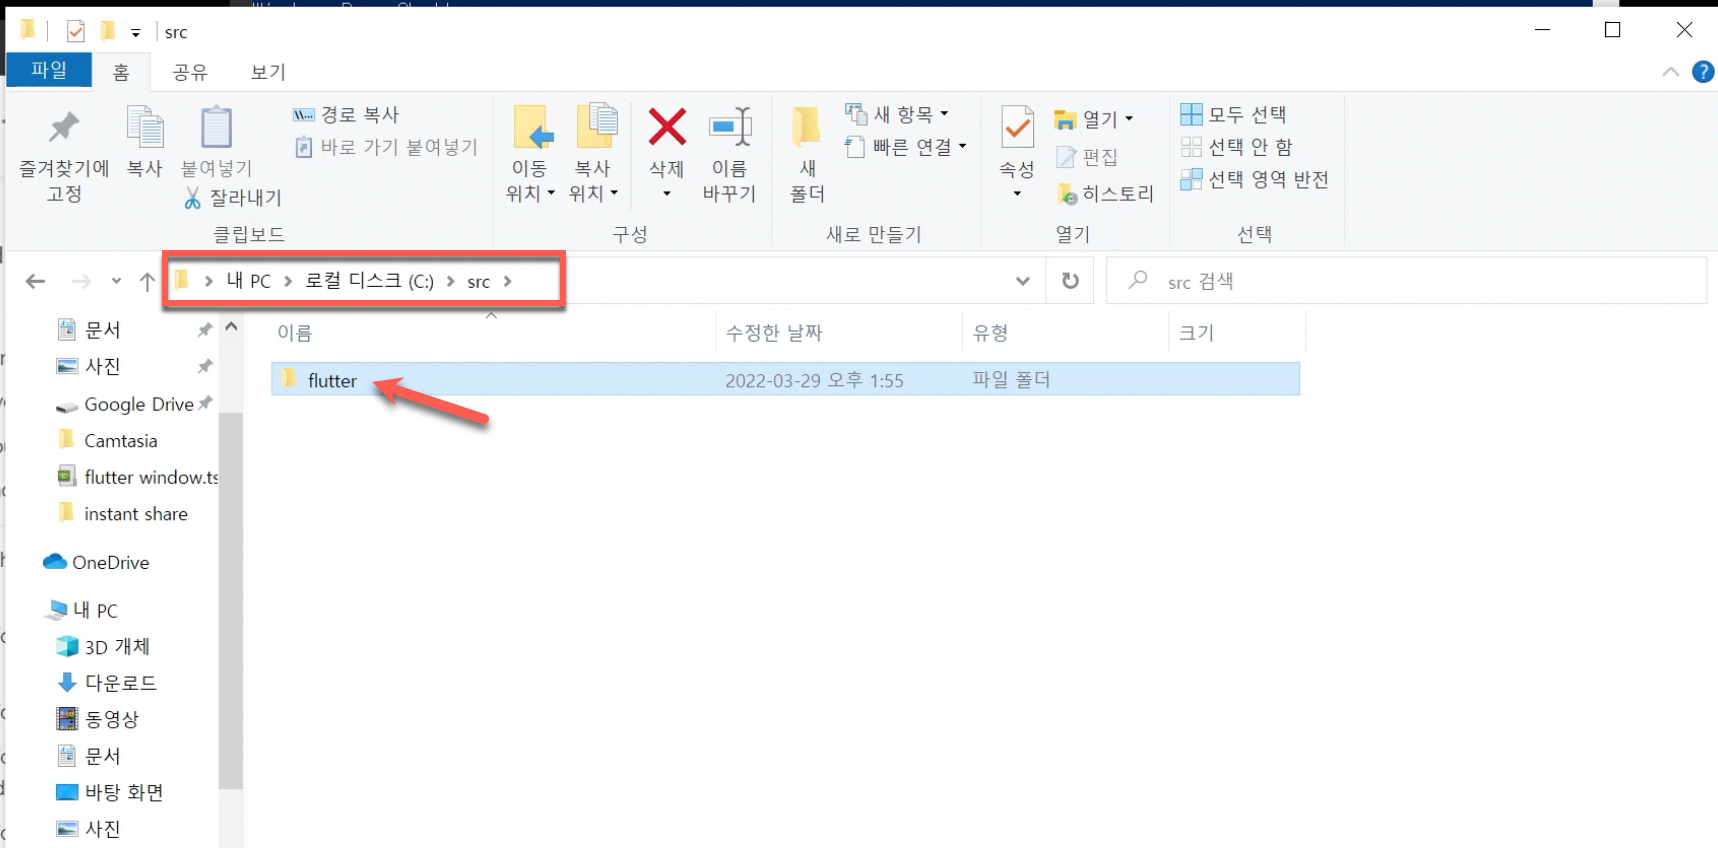 src
파일 홈 공유 보기
즐겨찾기에 고정
복사
붙여넣기
경로 복사
바로 가기 붙여넣기
잘라내기
클립보드
이동 위치
복사 위치
삭제
이름 바꾸기
구성
새 폴더
새 항목
빠른 연결
새로 만들기
속성
열기
편집
히스토리
열기
모두 선택
선택 안 함
선택 영역 반전
선택
내 PC 로컬 디스크 (C:) src
src 검색
이름 수정한 날짜 유형 크기
flutter 2022-03-29 오후 1:55 파일 폴더
문서
사진
Google Drive
Camtasia
flutter window.ts
instant share
OneDrive
내 PC
3D 개체
다운로드
동영상
문서
바탕 화면
사진